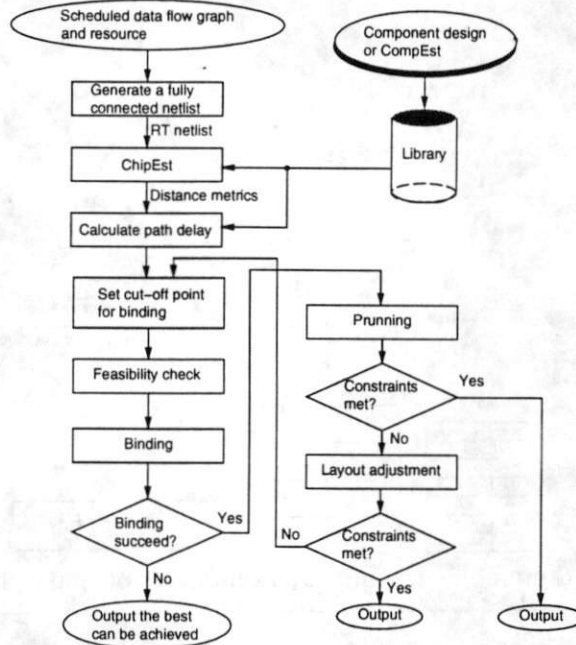 Scheduled data flow graph
and resource
Component design
or CompEst
Generate a fully
connected netlist
RT netlist
Library
ChipEst
Distance metrics
Calculate path delay
Set cut-off point
for binding
Prunning
Feasibility check
Constraints
met?
Yes
No
Binding
Layout adjustment
Binding
succeed?
Yes
No
Constraints
met?
No
Yes
Output the best
can be achieved
Output
Output